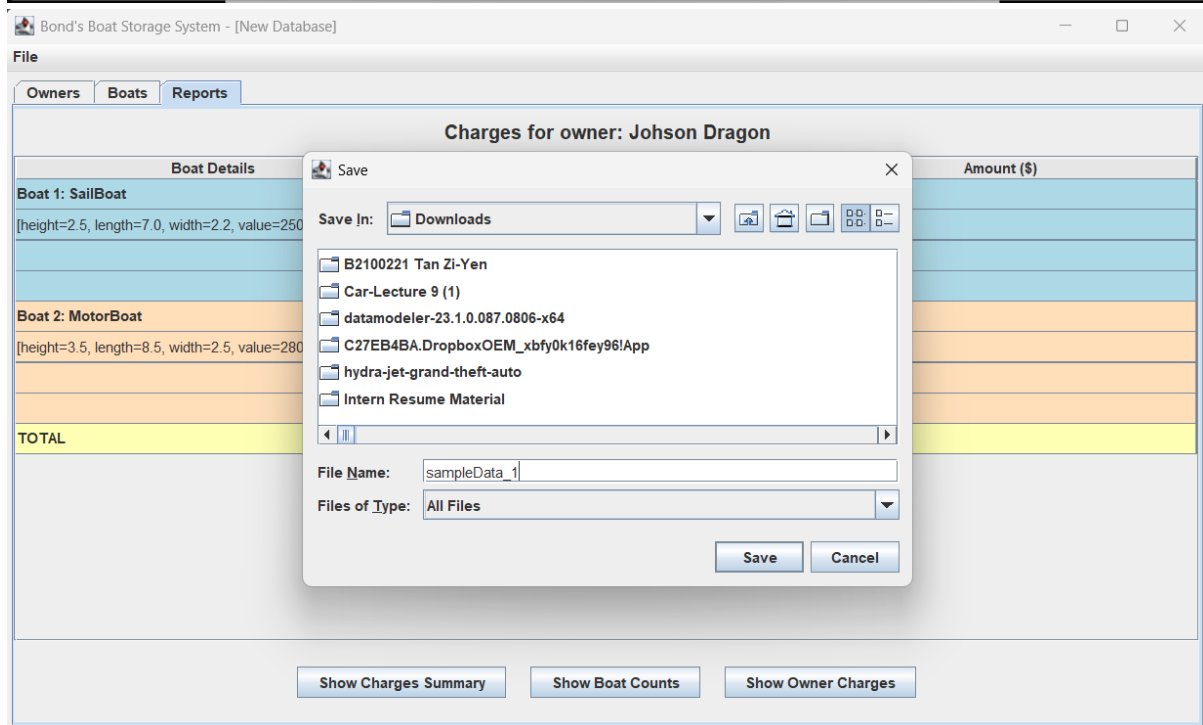 Bond's Boat Storage System - [New Database]
File
Owners Boats Reports
Charges for owner: Johson Dragon
Boat Details Amount ($)
Boat 1: SailBoat
[height=2.5, length=7.0, width=2.2, value=250
Boat 2: MotorBoat
[height=3.5, length=8.5, width=2.5, value=280
TOTAL
Save
Save In: Downloads
B2100221 Tan Zi-Yen
Car-Lecture 9 (1)
datamodeler-23.1.0.087.0806-x64
C27EB4BA.DropboxOEM_xbfy0k16fey96!App
hydra-jet-grand-theft-auto
Intern Resume Material
File Name: sampleData_1
Files of Type: All Files
Save Cancel
Show Charges Summary Show Boat Counts Show Owner Charges